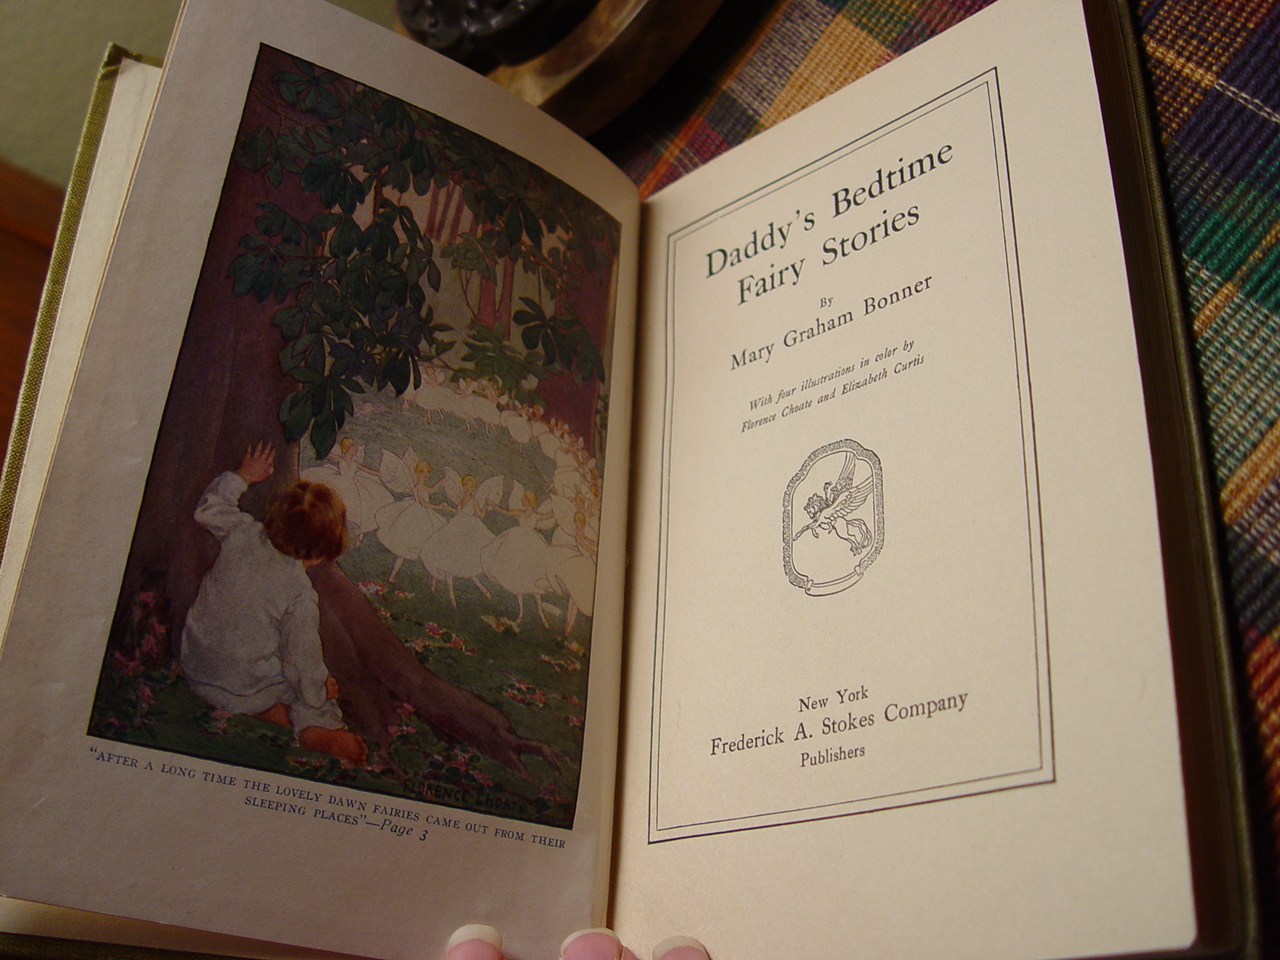 FLORENCE CHOATE
"AFTER A LONG TIME THE LOVELY DAWN FAIRIES CAME OUT FROM THEIR
SLEEPING PLACES"—Page 3
Daddy's Bedtime
Fairy Stories
By
Mary Graham Bonner
With four illustrations in color by
Florence Choate and Elizabeth Curtis
New York
Frederick A. Stokes Company
Publishers